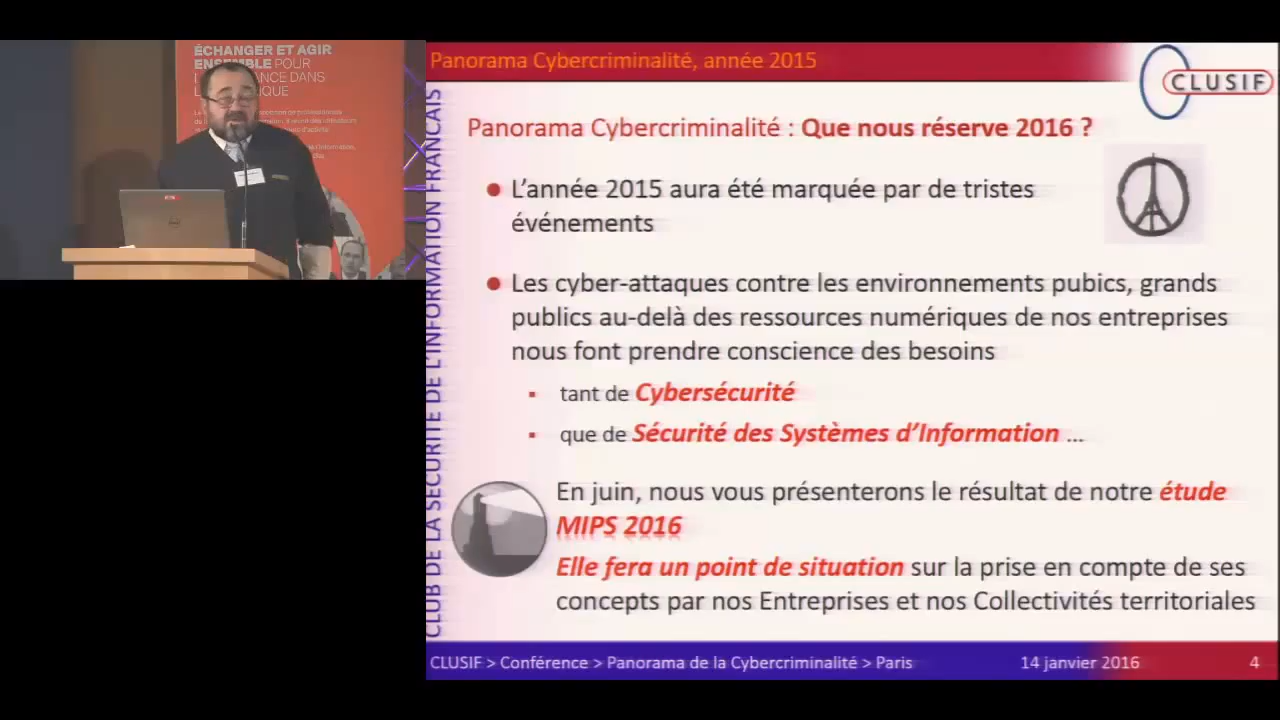 ÉCHANGER ET AGIR
ENSEMBLE POUR
DANS
Panorama Cybercriminalité, année 2015
CLUSIF
CLUB DE LA SECURITE DE L'INFORMATION FRANCAIS
Panorama Cybercriminalité : Que nous réserve 2016 ?
L'année 2015 aura été marquée par de tristes
événements
Les cyber-attaques contre les environnements pubics, grands
publics au-delà des ressources numériques de nos entreprises
nous font prendre conscience des besoins
tant de Cybersécurité
que de Sécurité des Systèmes d'Information ...
En juin, nous vous présenterons le résultat de notre étude
MIPS 2016
Elle fera un point de situation sur la prise en compte de ses
concepts par nos Entreprises et nos Collectivités territoriales
CLUSIF > Conférence > Panorama de la Cybercriminalité > Paris
14 janvier 2016
4